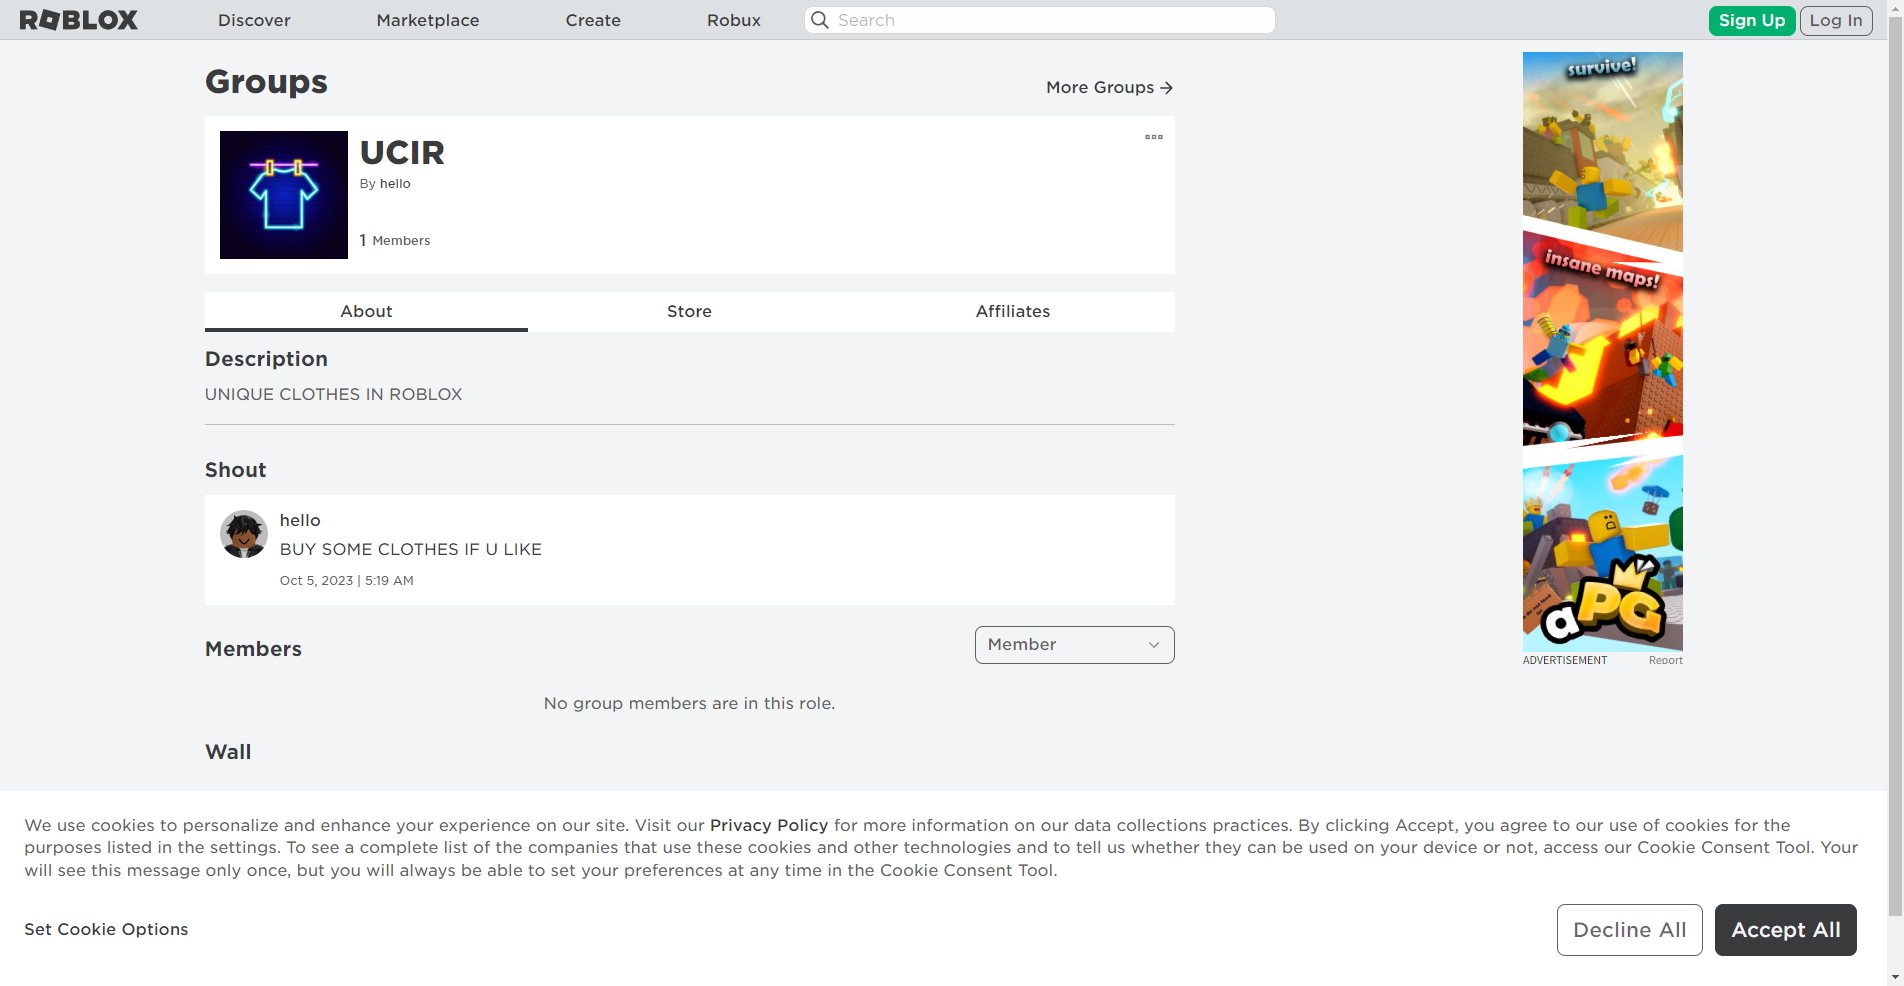 ROBLOX
Discover
Marketplace
Create
Robux
Search
Sign Up
Log In
Groups
More Groups
UCIR
By hello
1 Members
About
Store
Affiliates
Description
UNIQUE CLOTHES IN ROBLOX
Shout
hello
BUY SOME CLOTHES IF U LIKE
Oct 5, 2023 | 5:19 AM
Members
Member
No group members are in this role.
Wall
survive!
insane maps!
aPG
ADVERTISEMENT
Report
We use cookies to personalize and enhance your experience on our site. Visit our Privacy Policy for more information on our data collections practices. By clicking Accept, you agree to our use of cookies for the
purposes listed in the settings. To see a complete list of the companies that use these cookies and other technologies and to tell us whether they can be used on your device or not, access our Cookie Consent Tool. Your
will see this message only once, but you will always be able to set your preferences at any time in the Cookie Consent Tool.
Set Cookie Options
Decline All
Accept All